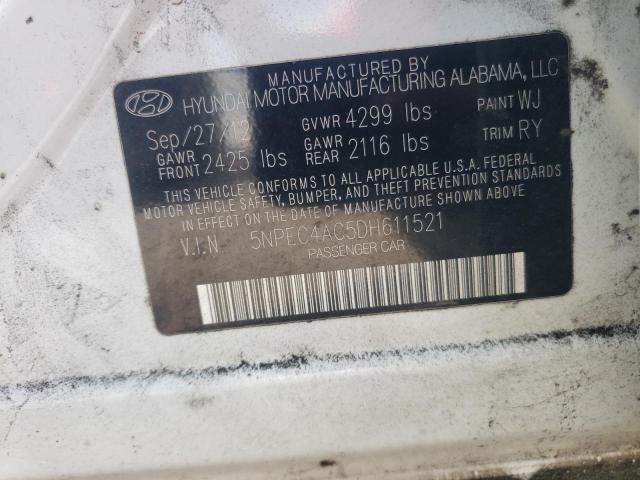 MANUFACTURED BY
HYUNDAI MOTOR MANUFACTURING ALABAMA, LLC
Sep/27/12 GVWR 4299 lbs PAINT WJ
GAWR FRONT 2425 lbs GAWR REAR 2116 lbs TRIM RY
THIS VEHICLE CONFORMS TO ALL APPLICABLE U.S.A. FEDERAL
MOTOR VEHICLE SAFETY, BUMPER, AND THEFT PREVENTION STANDARDS
IN EFFECT ON THE DATE OF MANUFACTURE SHOWN ABOVE
V.I.N 5NPEC4AC5DH611521
PASSENGER CAR